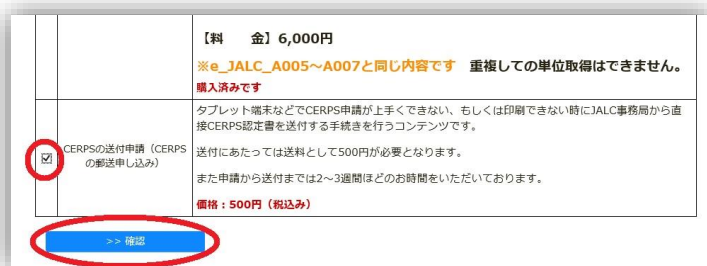 【料　　金】6,000円
※e_JALC_A005～A007と同じ内容です　重複しての単位取得はできません。
購入済みです
CERPSの送付申請（CERPS
の郵送申し込み）
タブレット端末などでCERPS申請が上手くできない、もしくは印刷できない時にJALC事務局から直
接CERPS認定書を送付する手続きを行うコンテンツです。
送付にあたっては送料として500円が必要となります。
また申請から送付までは2～3週間ほどのお時間をいただいております。
価格：500円（税込み）
>> 確認